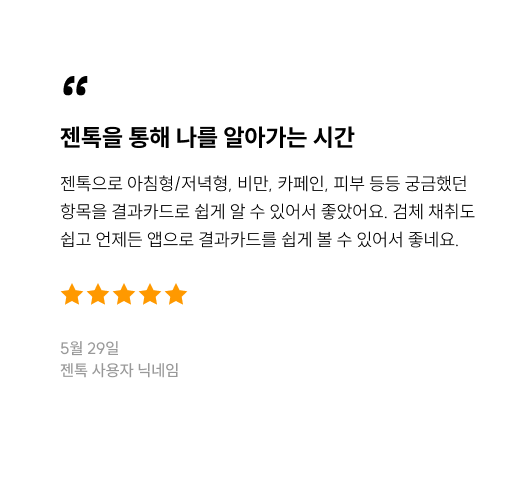 “
젠톡을 통해 나를 알아가는 시간
젠톡으로 아침형/저녁형, 비만, 카페인, 피부 등등 궁금했던
항목을 결과카드로 쉽게 알 수 있어서 좋았어요. 검체 채취도
쉽고 언제든 앱으로 결과카드를 쉽게 볼 수 있어서 좋네요.
5월 29일
젠톡 사용자 닉네임